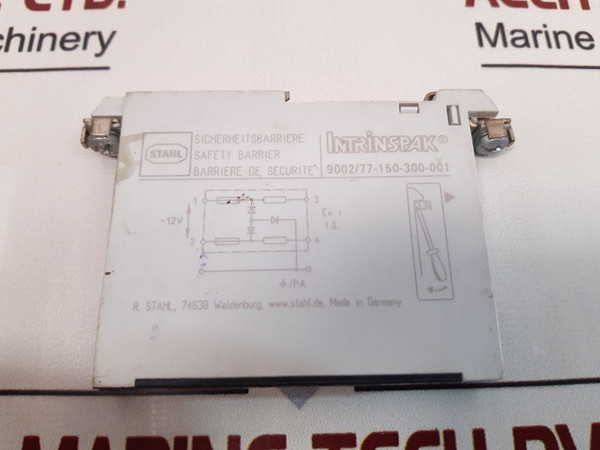 chinery
Marine
STAHL
SICHERHEITSBARRIERE
SAFETY BARRIER
BARRIERE DE SECURITE
INTRINSPAK®
9002/77-150-300-001
1
3
~12V
Ex i
I.S.
2
4
⏚/PA
R. STAHL, 74638 Waldenburg, www.stahl.de, Made in Germany